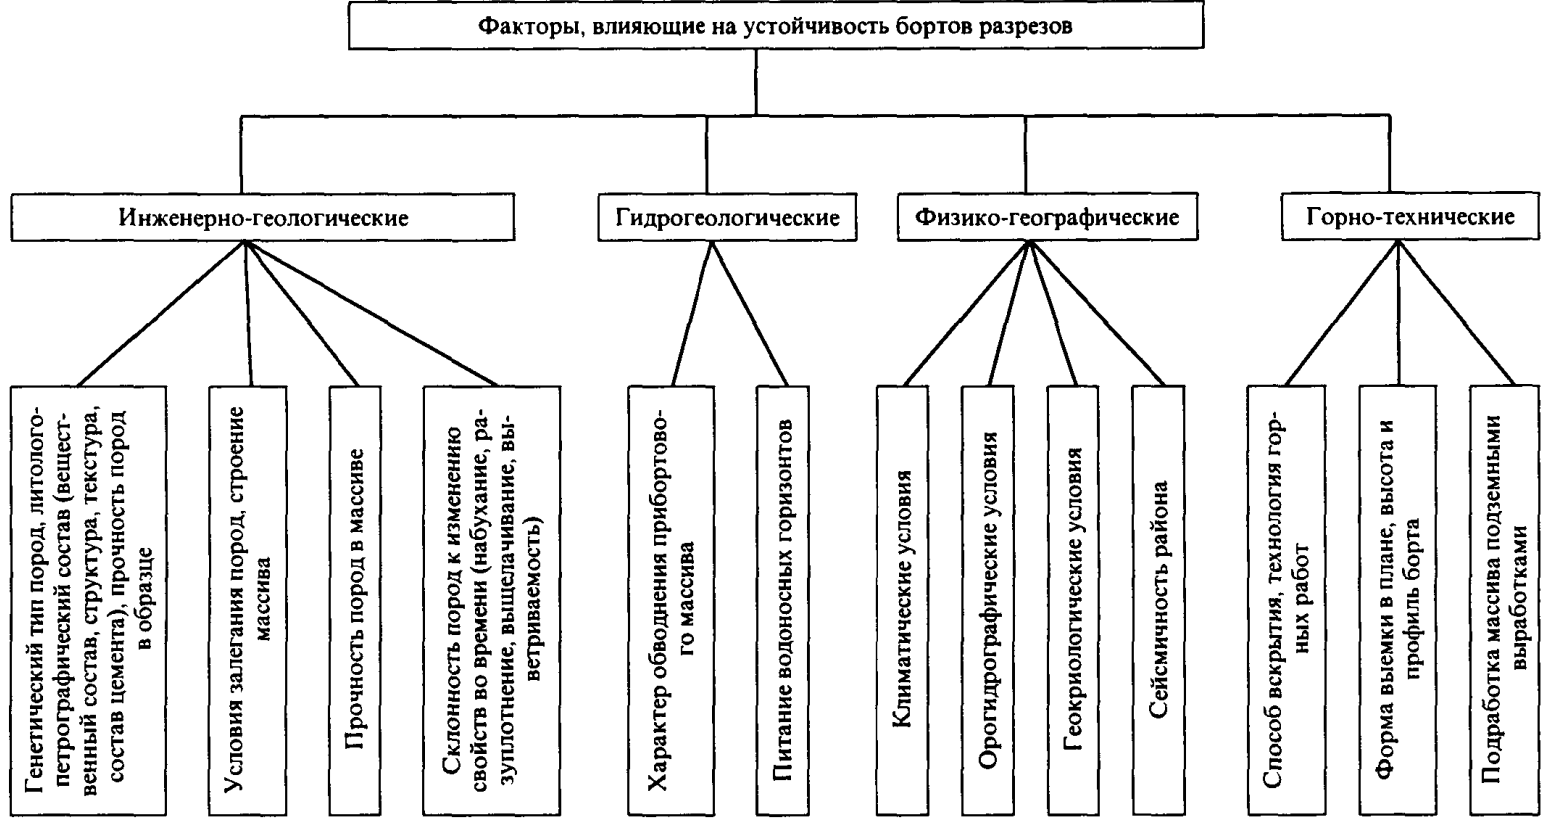 Факторы, влияющие на устойчивость бортов разрезов
Инженерно-геологические
Гидрогеологические
Физико-географические
Горно-технические
Генетический тип пород, литолого-
петрографический состав (вещест-
венный состав, структура, текстура,
состав цемента), прочность пород
в образце
Условия залегания пород, строение
массива
Прочность пород в массиве
Склонность пород к изменению
свойств во времени (набухание, ра-
зуплотнение, выщелачивание, вы-
ветриваемость)
Характер обводнения прибортово-
го массива
Питание водоносных горизонтов
Климатические условия
Орогидрографические условия
Геокриологические условия
Сейсмичность района
Способ вскрытия, технология гор-
ных работ
Форма выемки в плане, высота и
профиль борта
Подработка массива подземными
выработками